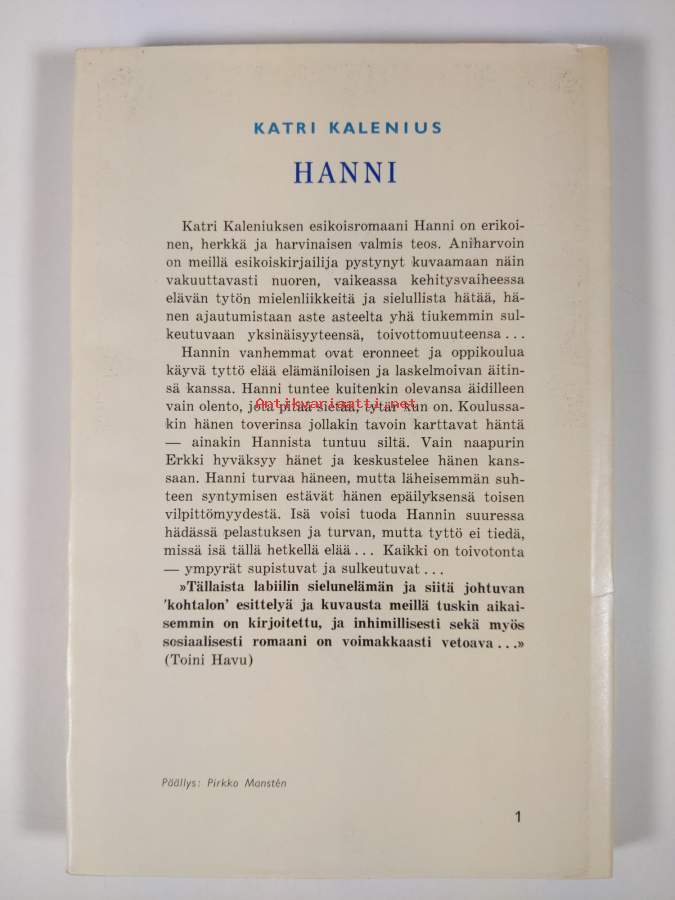 KATRI KALENIUS
HANNI
Katri Kaleniuksen esikoisromaani Hanni on erikoi-
nen, herkkä ja harvinaisen valmis teos. Aniharvoin
on meillä esikoiskirjailija pystynyt kuvaamaan näin
vakuuttavasti nuoren, vaikeassa kehitysvaiheessa
elävän tytön mielenliikkeitä ja sielullista hätää, hä-
nen ajautumistaan aste asteelta yhä tiukemmin sul-
keutuvaan yksinäisyyteensä, toivottomuuteensa...
Hannin vanhemmat ovat eronneet ja oppikoulua
käyvä tyttö elää elämäniloisen ja laskelmoivan äitin-
sä kanssa. Hanni tuntee kuitenkin olevansa äidilleen
vain olento, jota pitää sietää, tytär kun on. Koulussa-
Antikvariaatti.net
kin hänen toverinsa jollakin tavoin karttavat häntä
— ainakin Hannista tuntuu siltä. Vain naapurin
Erkki hyväksyy hänet ja keskustelee hänen kans-
saan. Hanni turvaa häneen, mutta läheisemmän suh-
teen syntymisen estävät hänen epäilyksensä toisen
vilpittömyydestä. Isä voisi tuoda Hannin suuressa
hädässä pelastuksen ja turvan, mutta tyttö ei tiedä,
missä isä tällä hetkellä elää... Kaikki on toivotonta
— ympyrät supistuvat ja sulkeutuvat...
»Tällaista labiilin sielunelämän ja siitä johtuvan
'kohtalon' esittelyä ja kuvausta meillä tuskin aikai-
semmin on kirjoitettu, ja inhimillisesti sekä myös
sosiaalisesti romaani on voimakkaasti vetoava...»
(Toini Havu)
Päällys: Pirkko Manstén
1